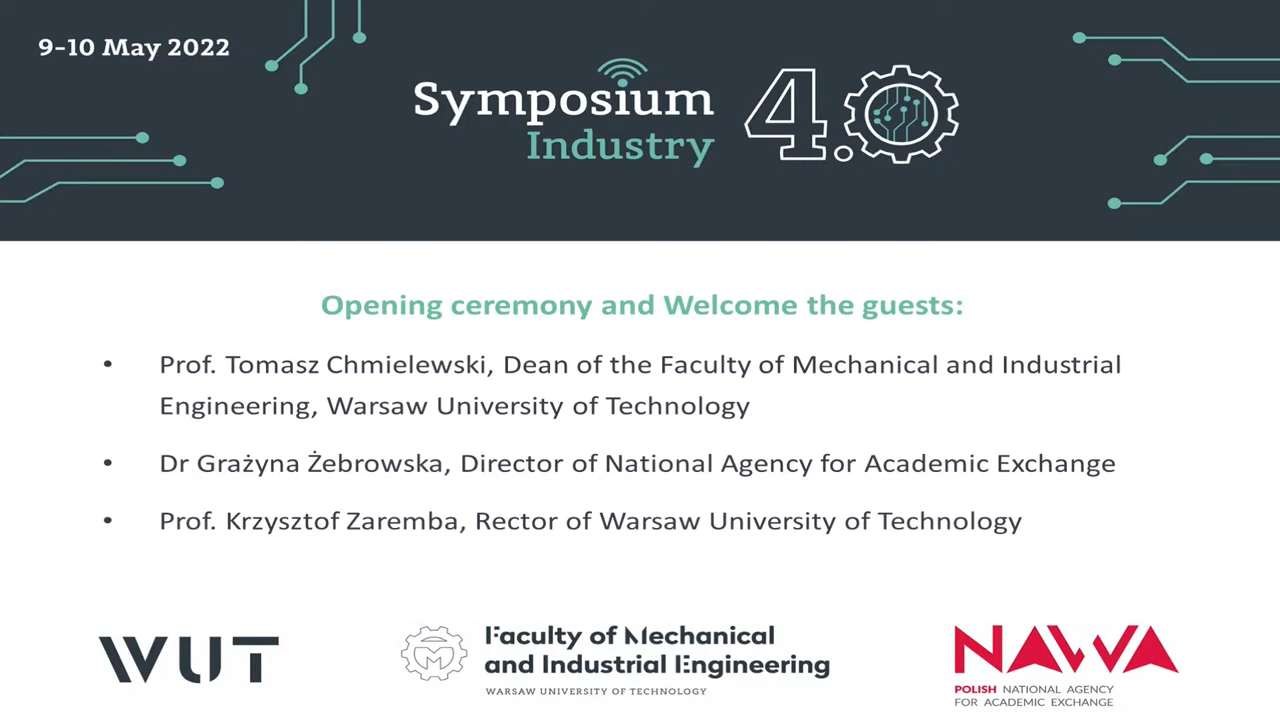 9-10 May 2022
Symposium
Industry
4.0
Opening ceremony and Welcome the guests:
• Prof. Tomasz Chmielewski, Dean of the Faculty of Mechanical and Industrial
Engineering, Warsaw University of Technology
• Dr Grażyna Żebrowska, Director of National Agency for Academic Exchange
• Prof. Krzysztof Zaremba, Rector of Warsaw University of Technology
WUT
Faculty of Mechanical
and Industrial Engineering
WARSAW UNIVERSITY OF TECHNOLOGY
NAWA
POLISH NATIONAL AGENCY
FOR ACADEMIC EXCHANGE